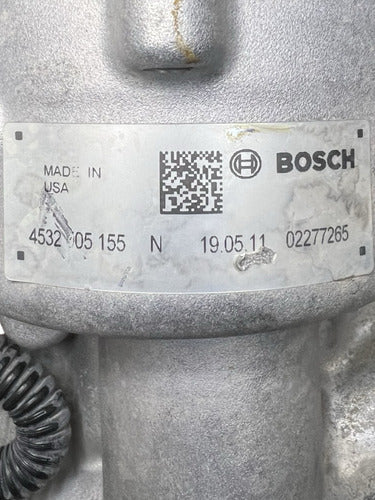 MADE IN
USA
BOSCH
4532 05 155 N 19.05.11 02277265